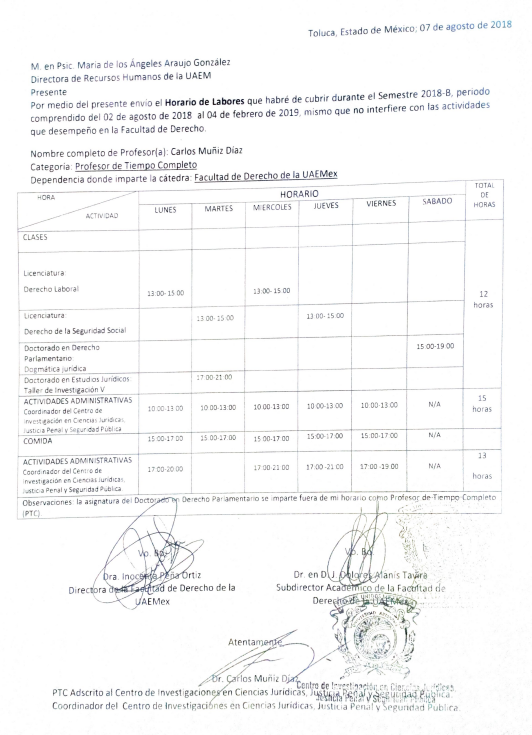 Toluca, Estado de México; 07 de agosto de 2018
M. en Psic. Maria de los Ángeles Araujo González
Directora de Recursos Humanos de la UAEM
Presente
Por medio del presente envio el Horario de Labores que habré de cubrir durante el Semestre 2018-B, periodo
comprendido del 02 de agosto de 2018 al 04 de febrero de 2019, mismo que no interfiere con las actividades
que desempeño en la Facultad de Derecho.
Nombre completo de Profesor(a): Carlos Muñiz Díaz
Categoria: Profesor de Tiempo Completo
Dependencia donde imparte la cátedra: Facultad de Derecho de la UAEMex
HORA
ACTIVIDAD
HORARIO
TOTAL
DE
HORAS
LUNES MARTES MIERCOLES JUEVES VIERNES SABADO
CLASES
Licenciatura:
Derecho Laboral 13:00-15:00 13:00-15:00
12
horas
Licenciatura:
Derecho de la Seguridad Social 13:00-15:00 13:00-15:00
Doctorado en Derecho
Parlamentario:
Dogmática jurídica 15:00-19:00
Doctorado en Estudios Jurídicos:
Taller de Investigación V 17:00-21:00
ACTIVIDADES ADMINISTRATIVAS
Coordinador del Centro de
Investigación en Ciencias Jurídicas,
Justicia Penal y Seguridad Pública
10:00-13:00 10:00-13:00 10:00-13:00 10:00-13:00 10:00-13:00 N/A
15
horas
COMIDA 15:00-17:00 15:00-17:00 15:00-17:00 15:00-17:00 15:00-17:00 N/A
ACTIVIDADES ADMINISTRATIVAS
Coordinador del Centro de
Investigación en Ciencias Jurídicas,
Justicia Penal y Seguridad Pública
17:00-20:00 17:00-21:00 17:00-21:00 17:00-19:00 N/A
13
horas
Observaciones: la asignatura del Doctorado en Derecho Parlamentario se imparte fuera de mi horario como Profesor de Tiempo Completo
(PTC)
Vo. Bo.
Dra. Inocenta Peña Ortiz
Directora de la Facultad de Derecho de la
UAEMex
Vo. Bo.
Dr. en D. J. Dolores Alanís Tavira
Subdirector Académico de la Facultad de
Derecho de la UAEMex
Atentamente
Dr. Carlos Muñiz Díaz
Centro de Investigación en Ciencias Jurídicas,
Justicia Penal y Seguridad Pública
PTC Adscrito al Centro de Investigaciones en Ciencias Jurídicas, Justicia Penal y Seguridad Pública
Coordinador del Centro de Investigaciones en Ciencias Jurídicas, Justicia Penal y Seguridad Pública.